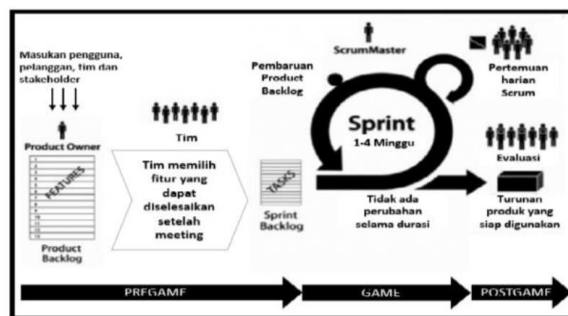 Masukan pengguna,
pelanggan, tim dan
stakeholder
Product Owner
FEATURES
Product
Backlog
Tim
Tim memilih
fitur yang
dapat
diselesaikan
setelah
meeting
Pembaruan
Product
Backlog
TASKS
Sprint
Backlog
ScrumMaster
Sprint
1-4 Minggu
Tidak ada
perubahan
selama durasi
Pertemuan
harian
Scrum
Evaluasi
Turunan
produk yang
siap digunakan
PREGAME
GAME
POSTGAME